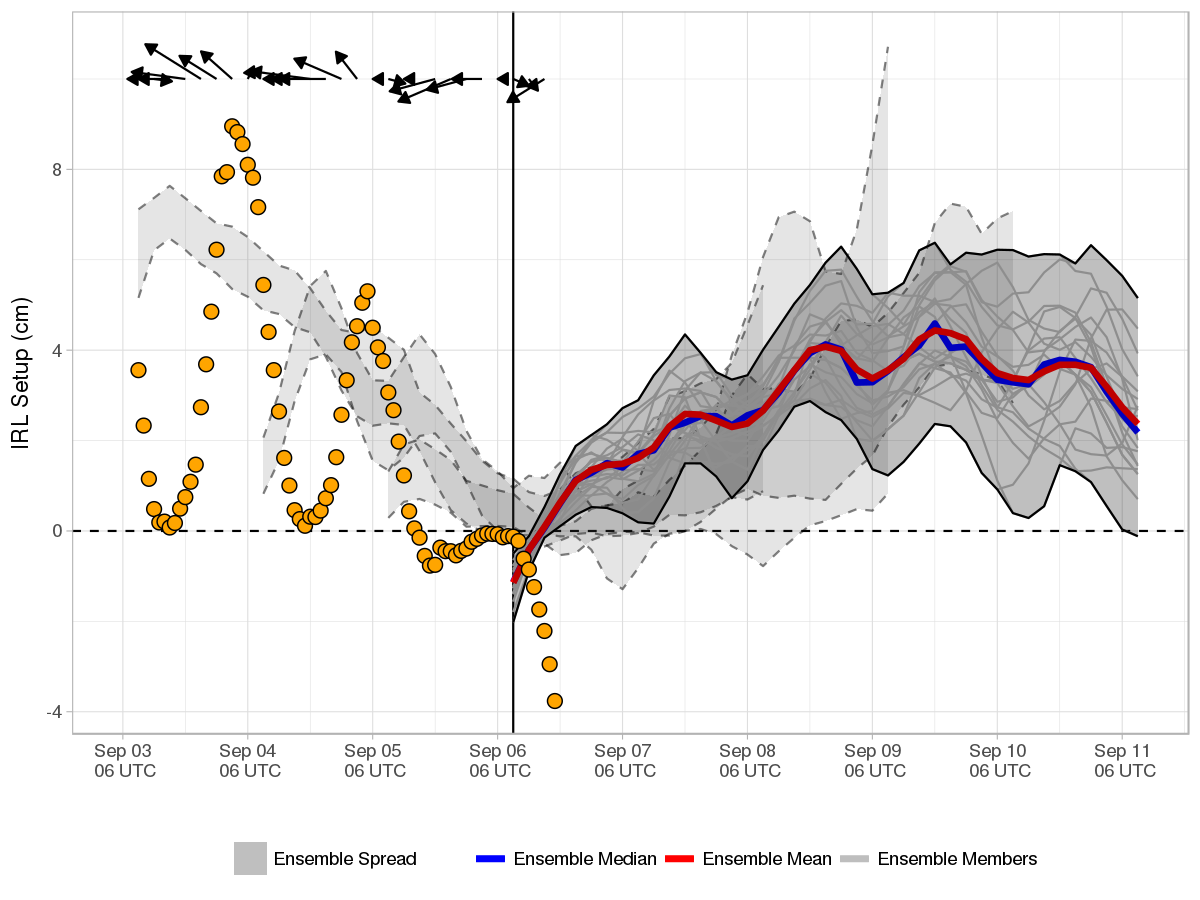 IRL Setup (cm)
8
4
0
-4
Sep 03 Sep 04 Sep 05 Sep 06 Sep 07 Sep 08 Sep 09 Sep 10 Sep 11
06 UTC 06 UTC 06 UTC 06 UTC 06 UTC 06 UTC 06 UTC 06 UTC 06 UTC
Ensemble Spread Ensemble Median Ensemble Mean Ensemble Members